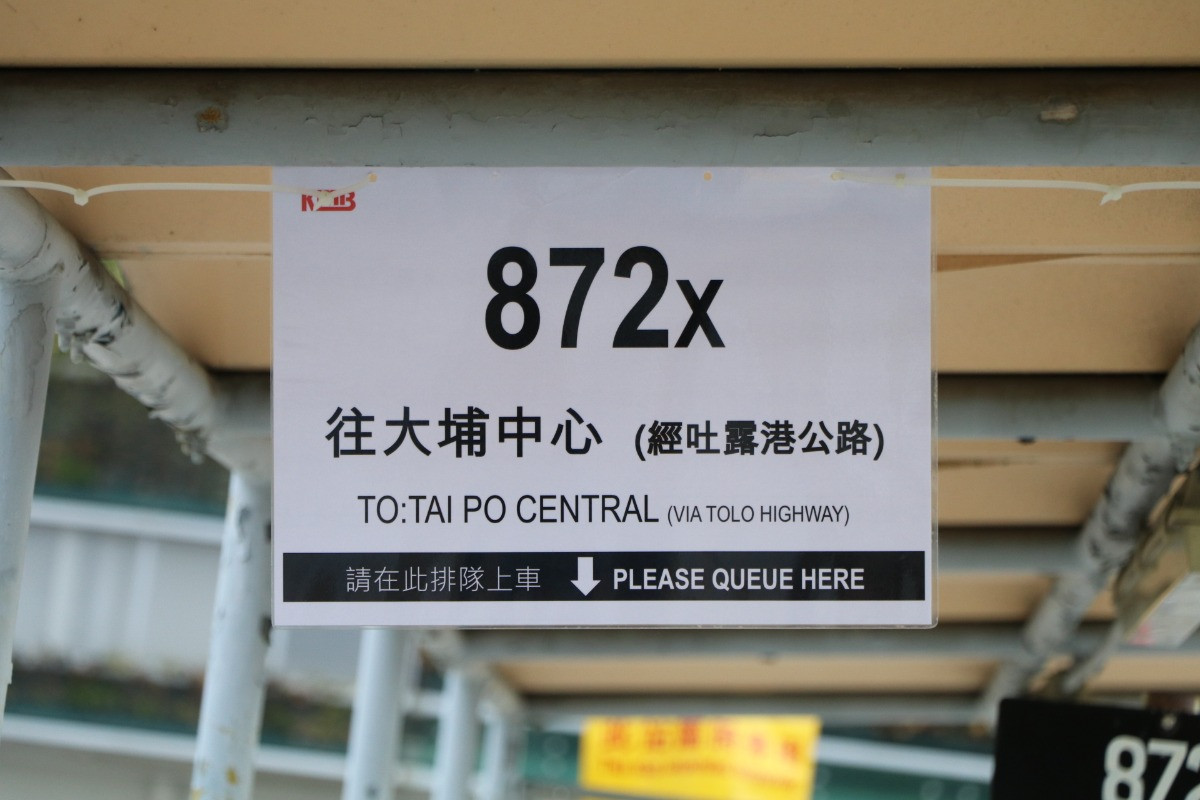 KMB
872X
往大埔中心 (經吐露港公路)
TO:TAI PO CENTRAL (VIA TOLO HIGHWAY)
請在此排隊上車 PLEASE QUEUE HERE
872